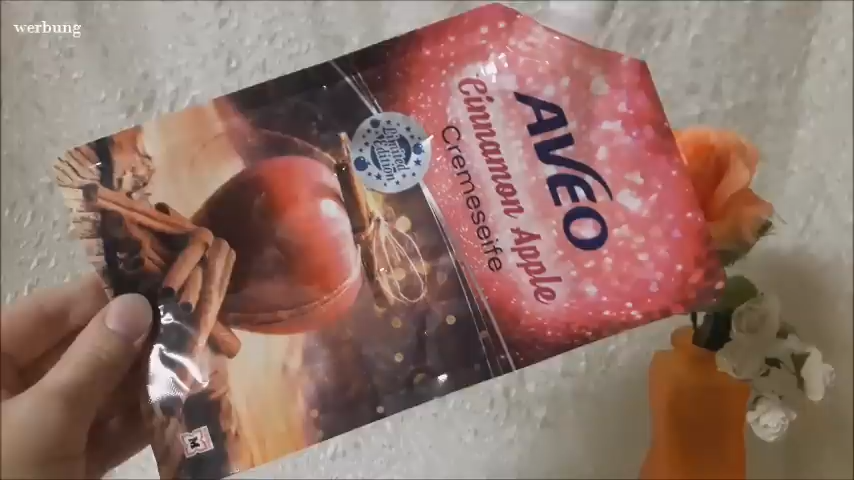 werbung
AVEO
Cinnamon Apple
Cremeseife
Limited
Edition
M